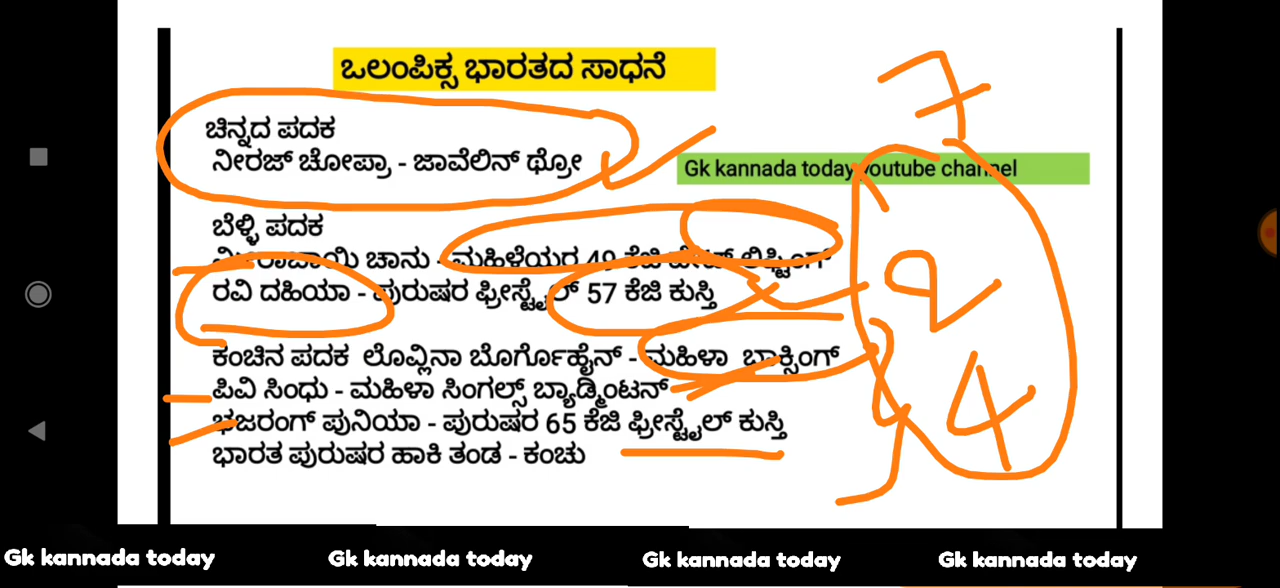 ಒಲಂಪಿಕ್ಸ ಭಾರತದ ಸಾಧನೆ
7
ಚಿನ್ನದ ಪದಕ
ನೀರಜ್ ಚೋಪ್ರಾ - ಜಾವೆಲಿನ್ ಥ್ರೋ
Gk kannada today youtube channel
ಬೆಳ್ಳಿ ಪದಕ
ಮೀರಾಬಾಯಿ ಚಾನು - ಮಹಿಳೆಯರ 49 ಕೆಜಿ ಲಿಫ್ಟಿಂಗ್
ರವಿ ದಹಿಯಾ - ಪುರುಷರ ಫ್ರೀಸ್ಟೈಲ್ 57 ಕೆಜಿ ಕುಸ್ತಿ
ಕಂಚಿನ ಪದಕ ಲೊವ್ಲಿನಾ ಬೊರ್ಗೊಹೈನ್ - ಮಹಿಳಾ ಬಾಕ್ಸಿಂಗ್
ಪಿವಿ ಸಿಂಧು - ಮಹಿಳಾ ಸಿಂಗಲ್ಸ್ ಬ್ಯಾಡ್ಮಿಂಟನ್
4
ಭಜರಂಗ್ ಪುನಿಯಾ - ಪುರುಷರ 65 ಕೆಜಿ ಫ್ರೀಸ್ಟೈಲ್ ಕುಸ್ತಿ
ಭಾರತ ಪುರುಷರ ಹಾಕಿ ತಂಡ - ಕಂಚು
Gk kannada today Gk kannada today Gk kannada today Gk kannada today